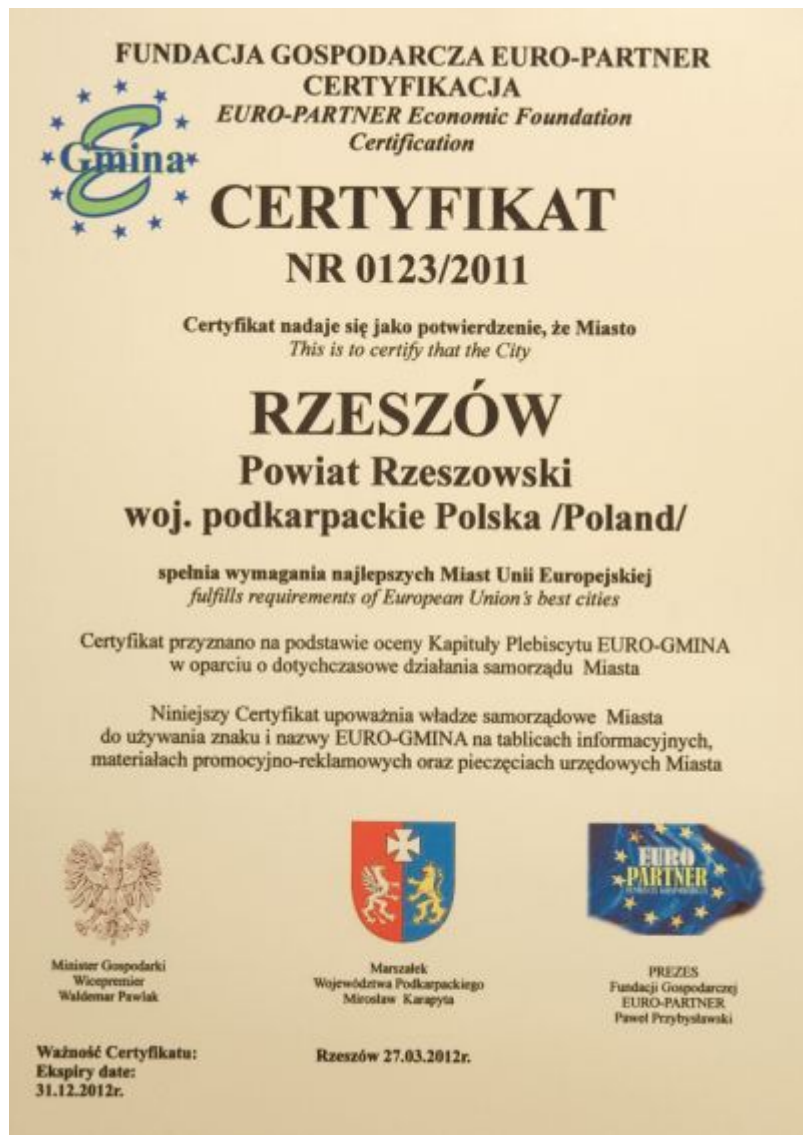 FUNDACJA GOSPODARCZA EURO-PARTNER
CERTYFIKACJA
EURO-PARTNER Economic Foundation
Certification
Gmina
CERTYFIKAT
NR 0123/2011
Certyfikat nadaje się jako potwierdzenie, że Miasto
This is to certify that the City
RZESZÓW
Powiat Rzeszowski
woj. podkarpackie Polska /Poland/
spełnia wymagania najlepszych Miast Unii Europejskiej
fulfills requirements of European Union's best cities
Certyfikat przyznano na podstawie oceny Kapituły Plebiscytu EURO-GMINA
w oparciu o dotychczasowe działania samorządu Miasta
Niniejszy Certyfikat upoważnia władze samorządowe Miasta
do używania znaku i nazwy EURO-GMINA na tablicach informacyjnych,
materiałach promocyjno-reklamowych oraz pieczęciach urzędowych Miasta
EURO
PARTNER
Minister Gospodarki
Wicepremier
Waldemar Pawlak
Marszałek
Województwa Podkarpackiego
Mirosław Karapyta
PREZES
Fundacji Gospodarczej
EURO-PARTNER
Paweł Przybysławski
Ważność Certyfikatu:
Ekspiry date:
31.12.2012r.
Rzeszów 27.03.2012r.